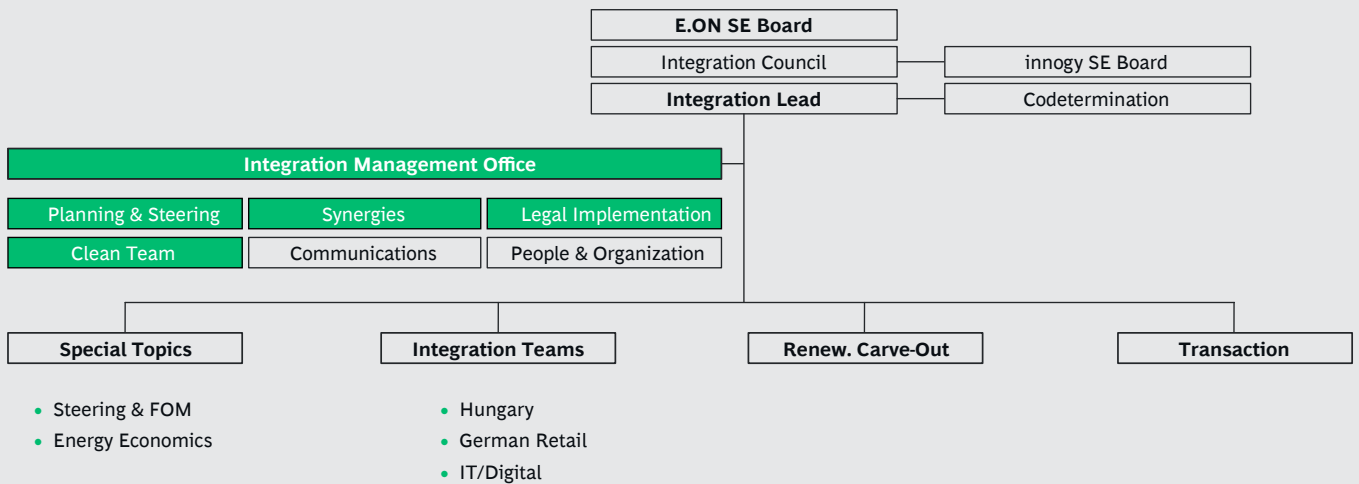 E.ON SE Board
Integration Council
innogy SE Board
Integration Lead
Codetermination
Integration Management Office
Planning & Steering
Synergies
Legal Implementation
Clean Team
Communications
People & Organization
Special Topics
Integration Teams
Renew. Carve-Out
Transaction
• Steering & FOM
• Energy Economics
• Hungary
• German Retail
• IT/Digital